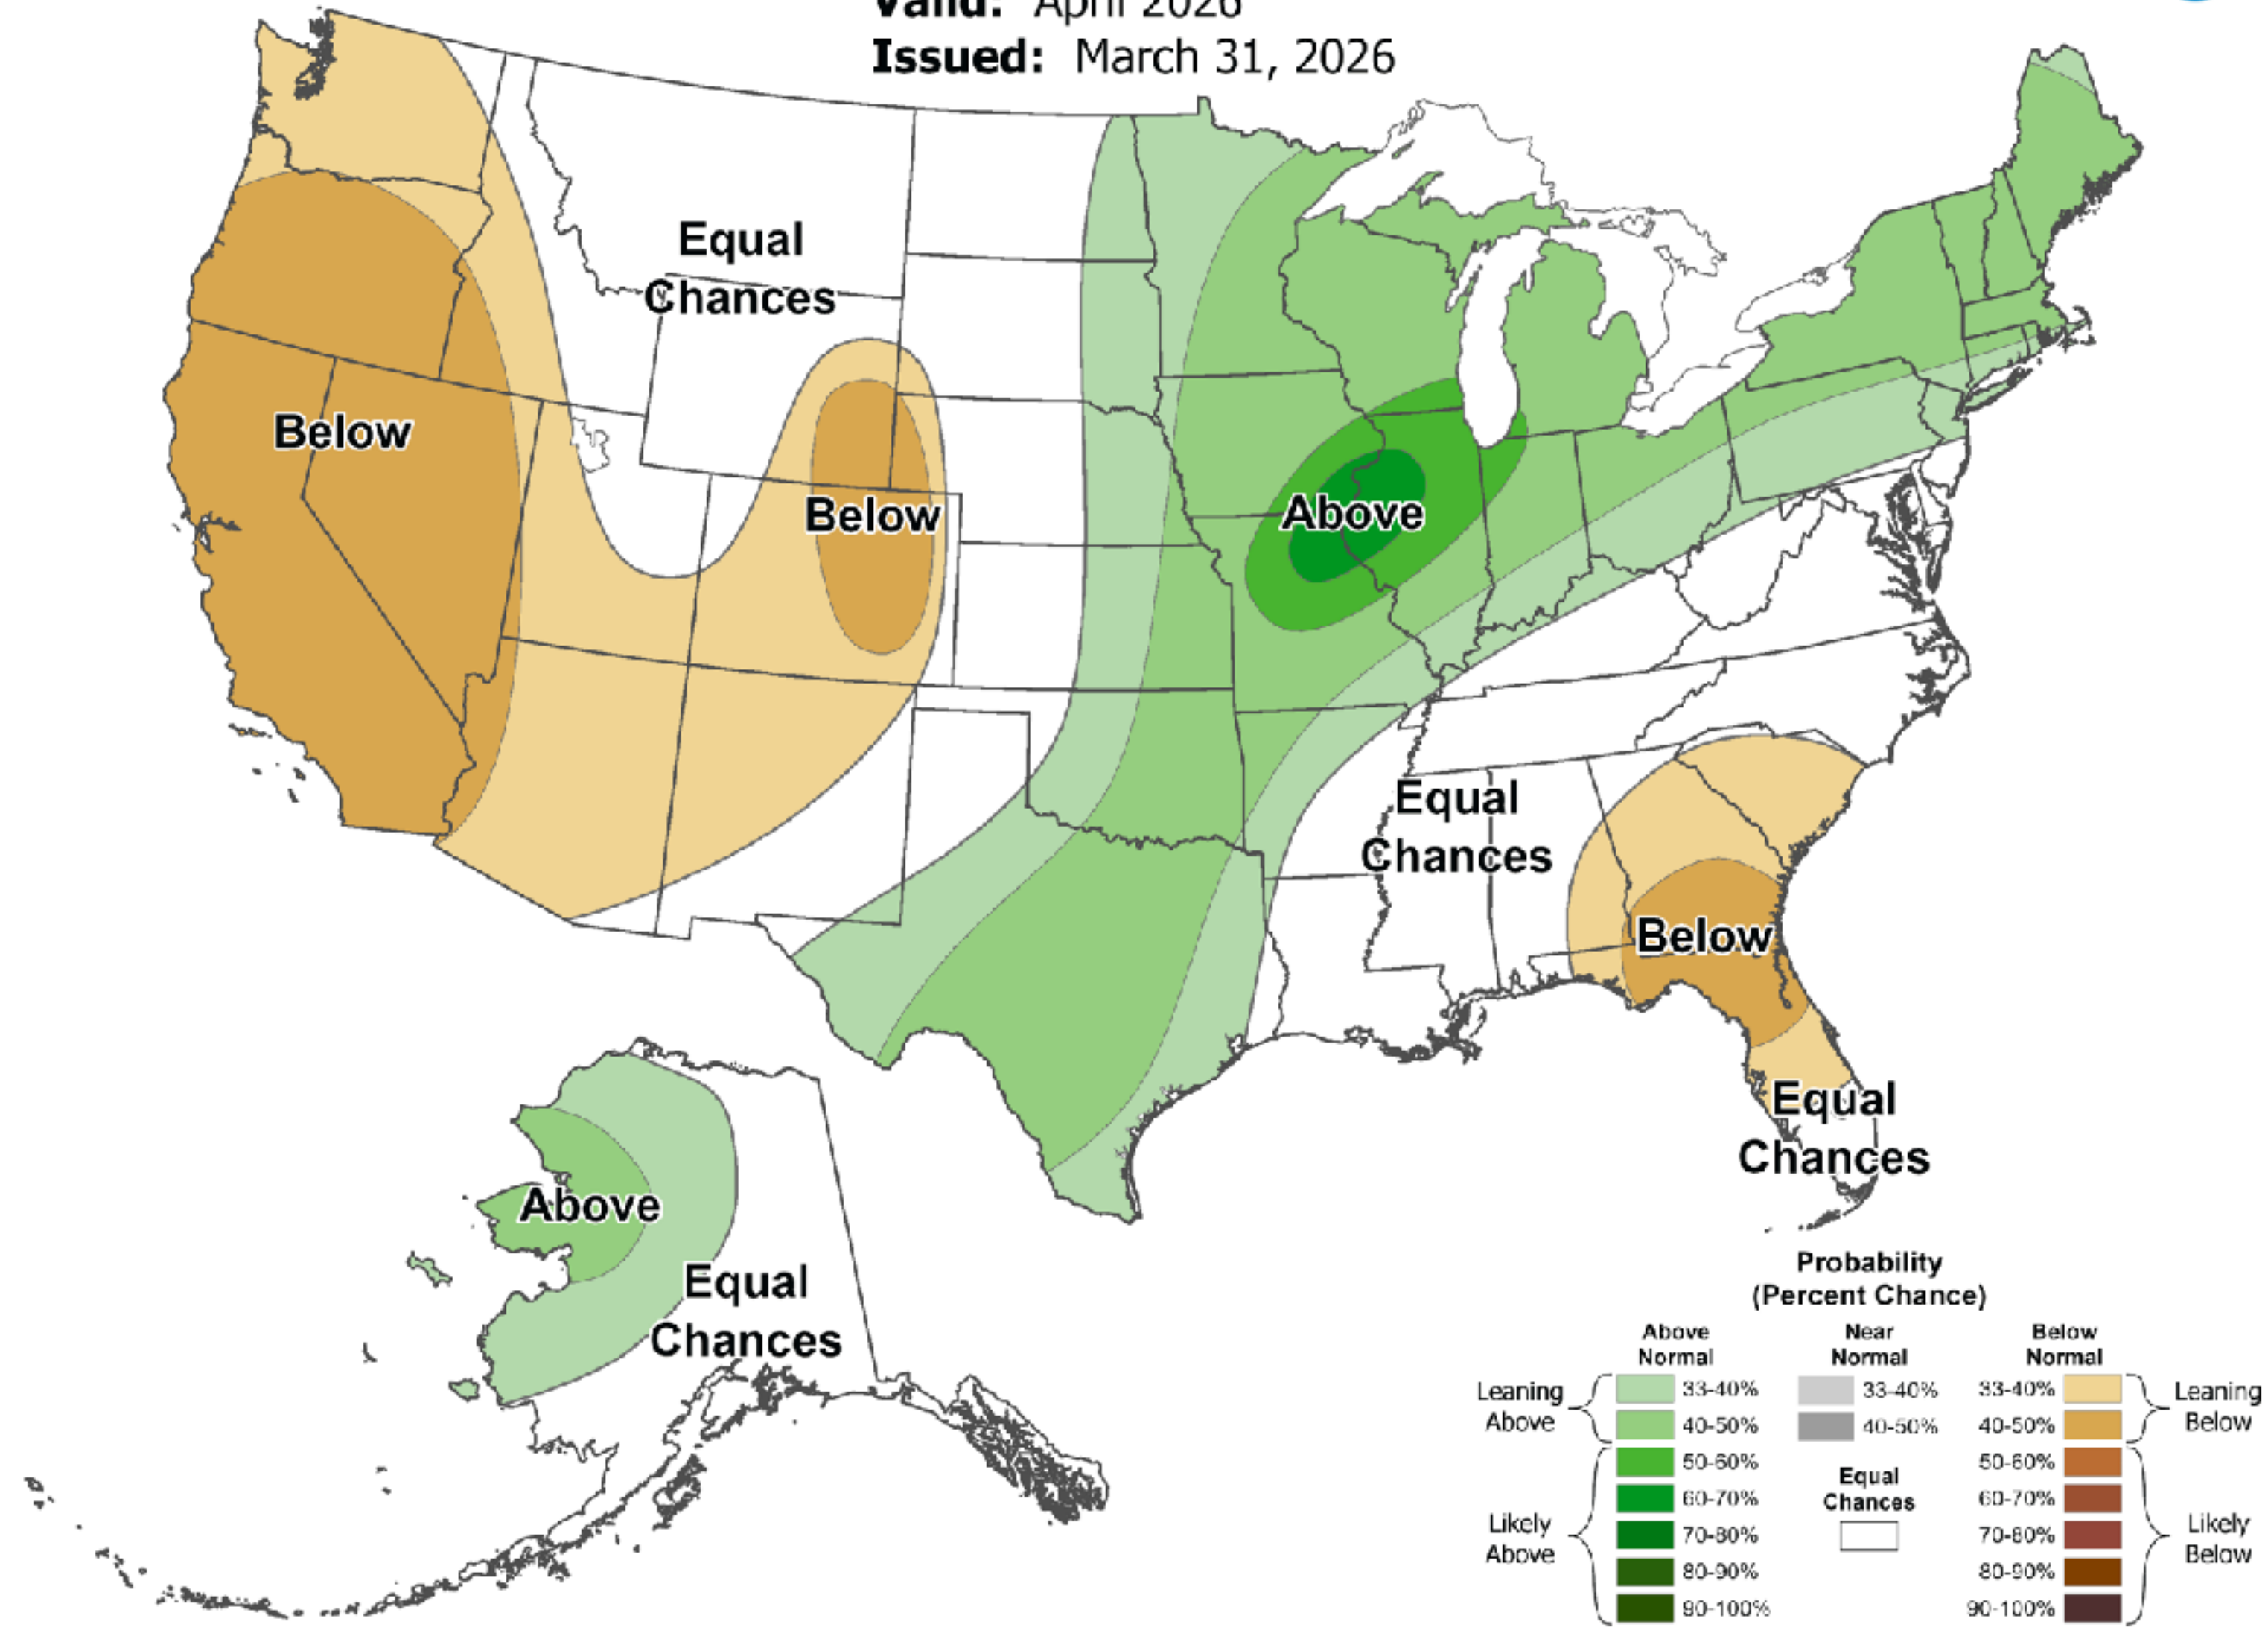 Valid: April 2026
Issued: March 31, 2026
Equal
Chances
Below
Below
Above
Equal
Chances
Below
Equal
Chances
Above
Equal
Chances
Probability
(Percent Chance)
Above
Normal
Near
Normal
Below
Normal
Leaning
Above
33-40%
40-50%
50-60%
60-70%
70-80%
80-90%
90-100%
Likely
Above
33-40%
40-50%
Equal
Chances
33-40%
40-50%
50-60%
60-70%
70-80%
80-90%
90-100%
Leaning
Below
Likely
Below